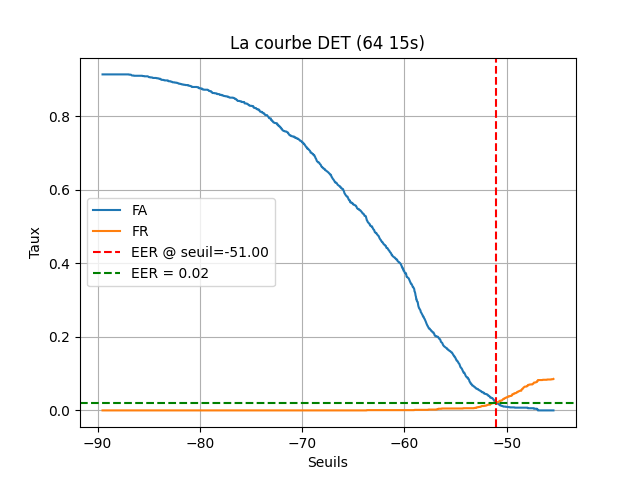 La courbe DET (64 15s)
Taux
0.8
0.6
0.4
0.2
0.0
FA
FR
EER @ seuil=-51.00
EER = 0.02
−90
−80
−70
−60
−50
Seuils